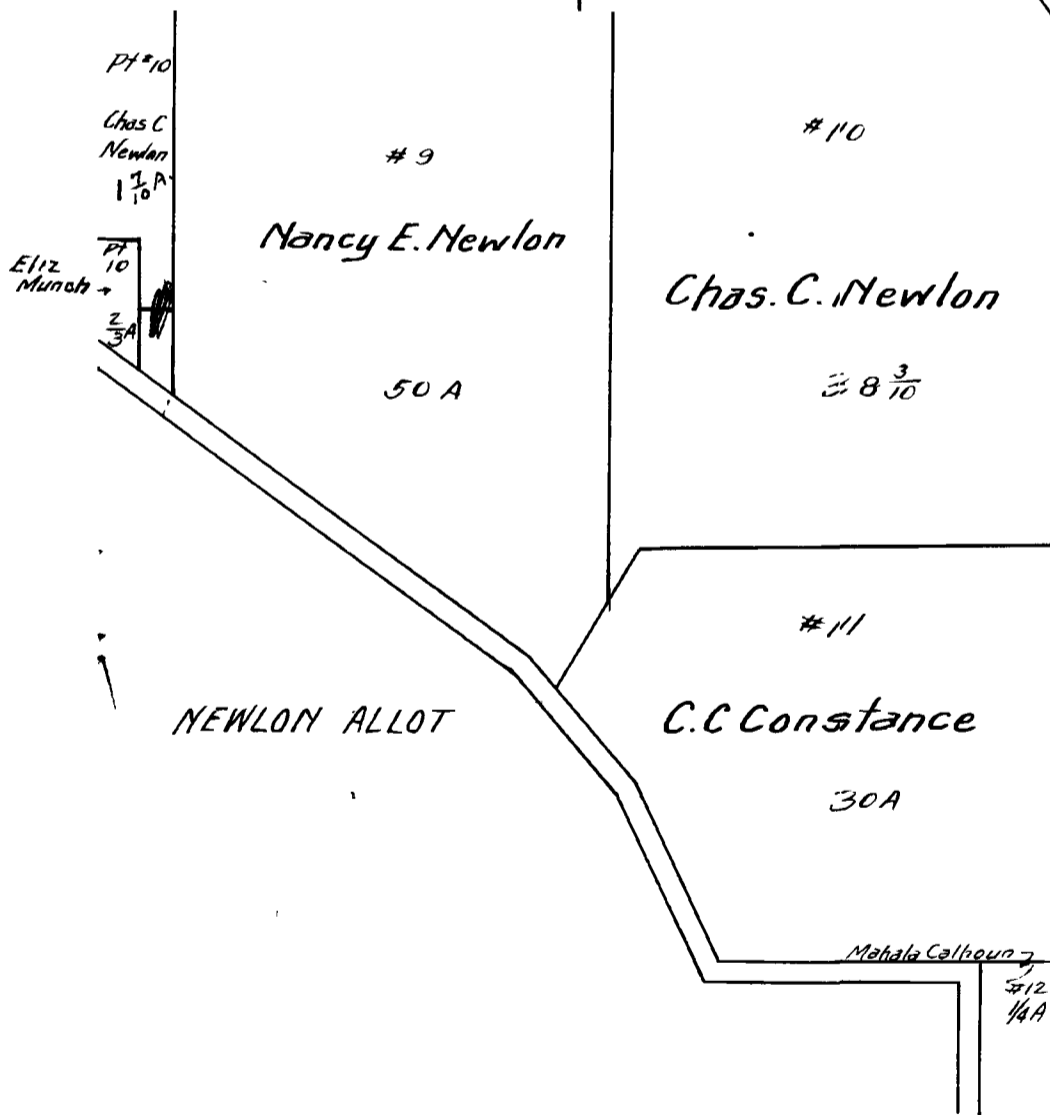 Pt #10
Chas C
Newlan
1 7/10 A
Eliz
Munch
Pt
10
2/3 A
#9
Nancy E. Newlon
50 A
#10
Chas. C. Newlon
8 3/10
#11
C.C Constance
30A
NEWLON ALLOT
Mahala Calhoun
#12
1/4A